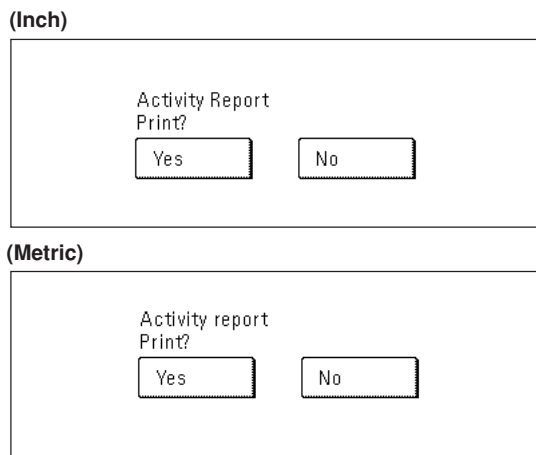 (Inch)
Activity Report
Print?
Yes No
(Metric)
Activity report
Print?
Yes No